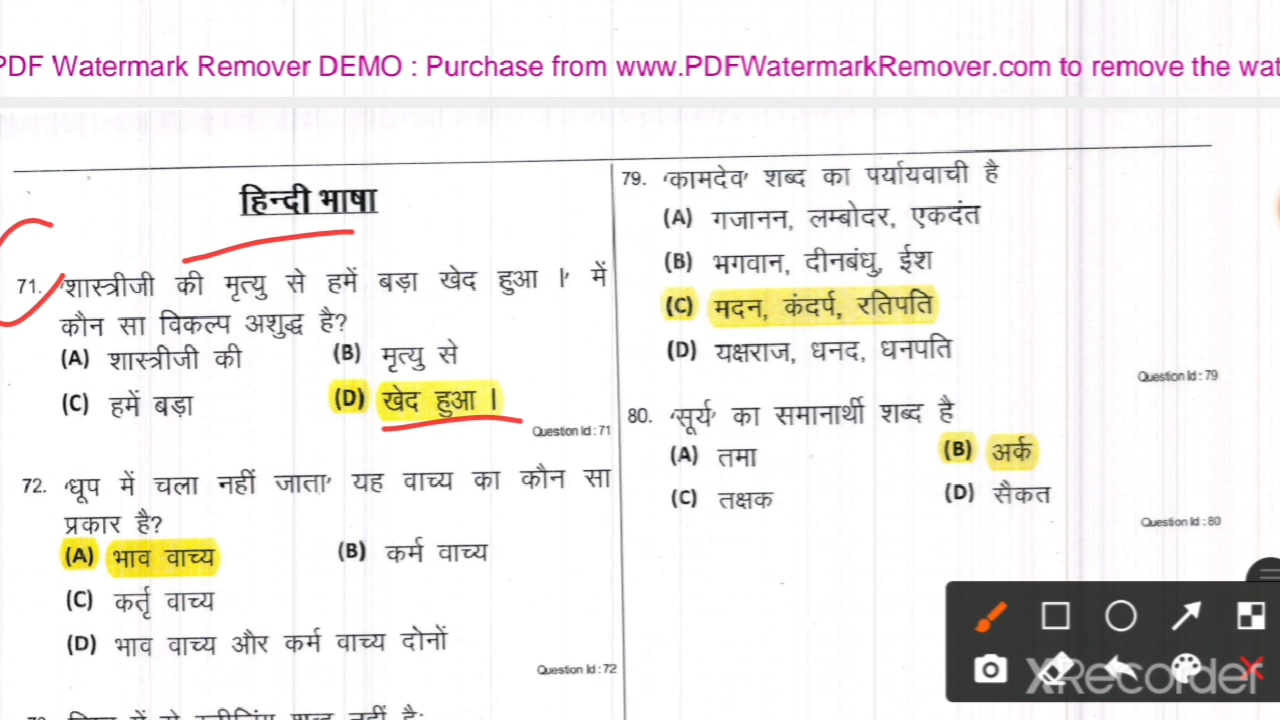 PDF Watermark Remover DEMO : Purchase from www.PDFWatermarkRemover.com to remove the wat
हिन्दी भाषा
71. 'शास्त्रीजी की मृत्यु से हमें बड़ा खेद हुआ ।' में
कौन सा विकल्प अशुद्ध है?
(A) शास्त्रीजी की (B) मृत्यु से
(C) हमें बड़ा (D) खेद हुआ ।
Question Id : 71
72. 'धूप में चला नहीं जाता' यह वाच्य का कौन सा
प्रकार है?
(A) भाव वाच्य (B) कर्म वाच्य
(C) कर्तृ वाच्य
(D) भाव वाच्य और कर्म वाच्य दोनों
Question Id : 72
79. 'कामदेव' शब्द का पर्यायवाची है
(A) गजानन, लम्बोदर, एकदंत
(B) भगवान, दीनबंधु, ईश
(C) मदन, कंदर्प, रतिपति
(D) यक्षराज, धनद, धनपति
Question Id : 79
80. 'सूर्य' का समानार्थी शब्द है
(A) तमा (B) अर्क
(C) तक्षक (D) सैकत
Question Id : 80
XRecorder